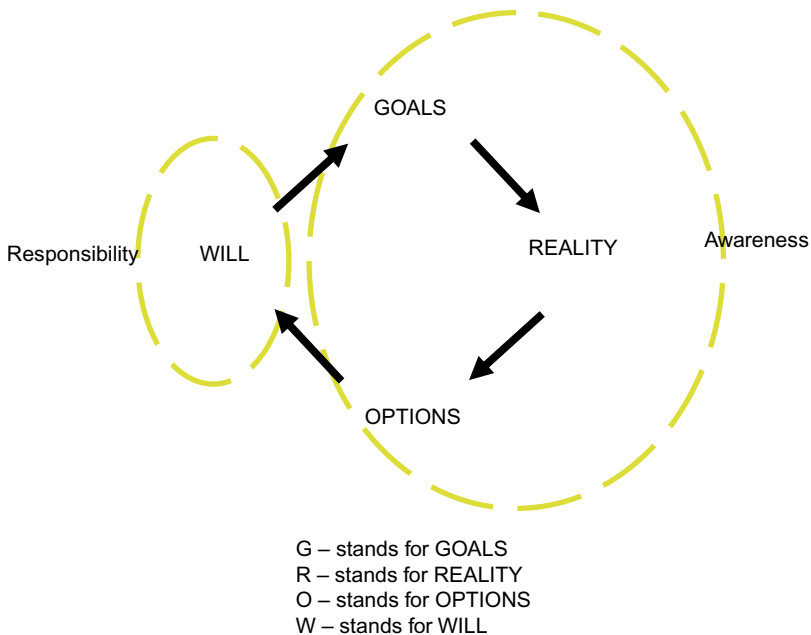 GOALS
Responsibility
WILL
REALITY
Awareness
OPTIONS
G – stands for GOALS
R – stands for REALITY
O – stands for OPTIONS
W – stands for WILL